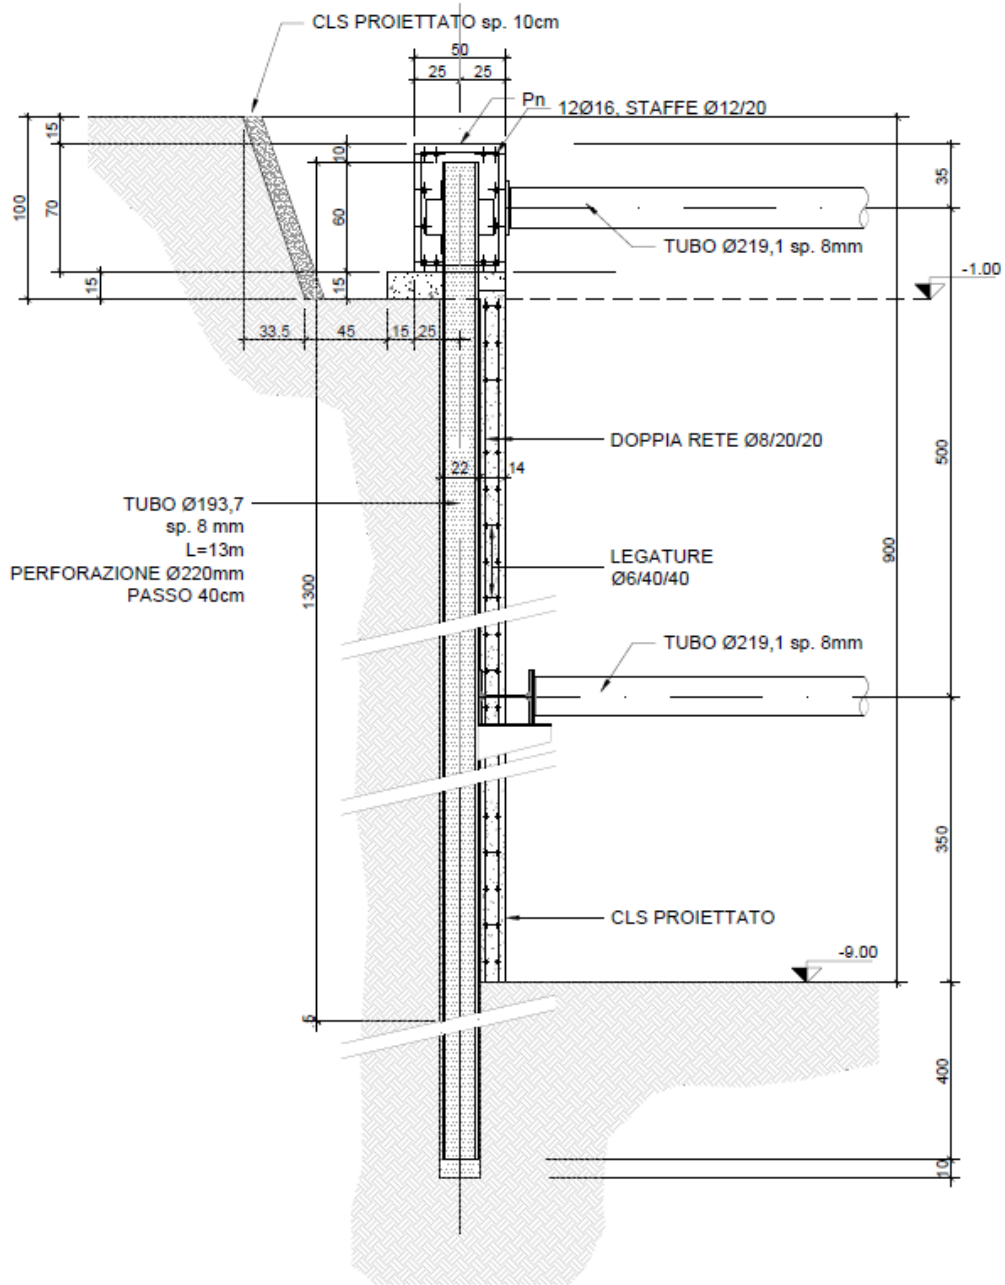 CLS PROIETTATO sp. 10cm
50
25
25
Pn
12Ø16, STAFFE Ø12/20
15
10
35
100
70
60
TUBO Ø219,1 sp. 8mm
-1.00
15
15
33.5
45
15
25
DOPPIA RETE Ø8/20/20
500
22
14
TUBO Ø193,7
sp. 8 mm
L=13m
PERFORAZIONE Ø220mm
PASSO 40cm
LEGATURE
Ø6/40/40
900
1300
TUBO Ø219,1 sp. 8mm
350
CLS PROIETTATO
-9.00
400
10